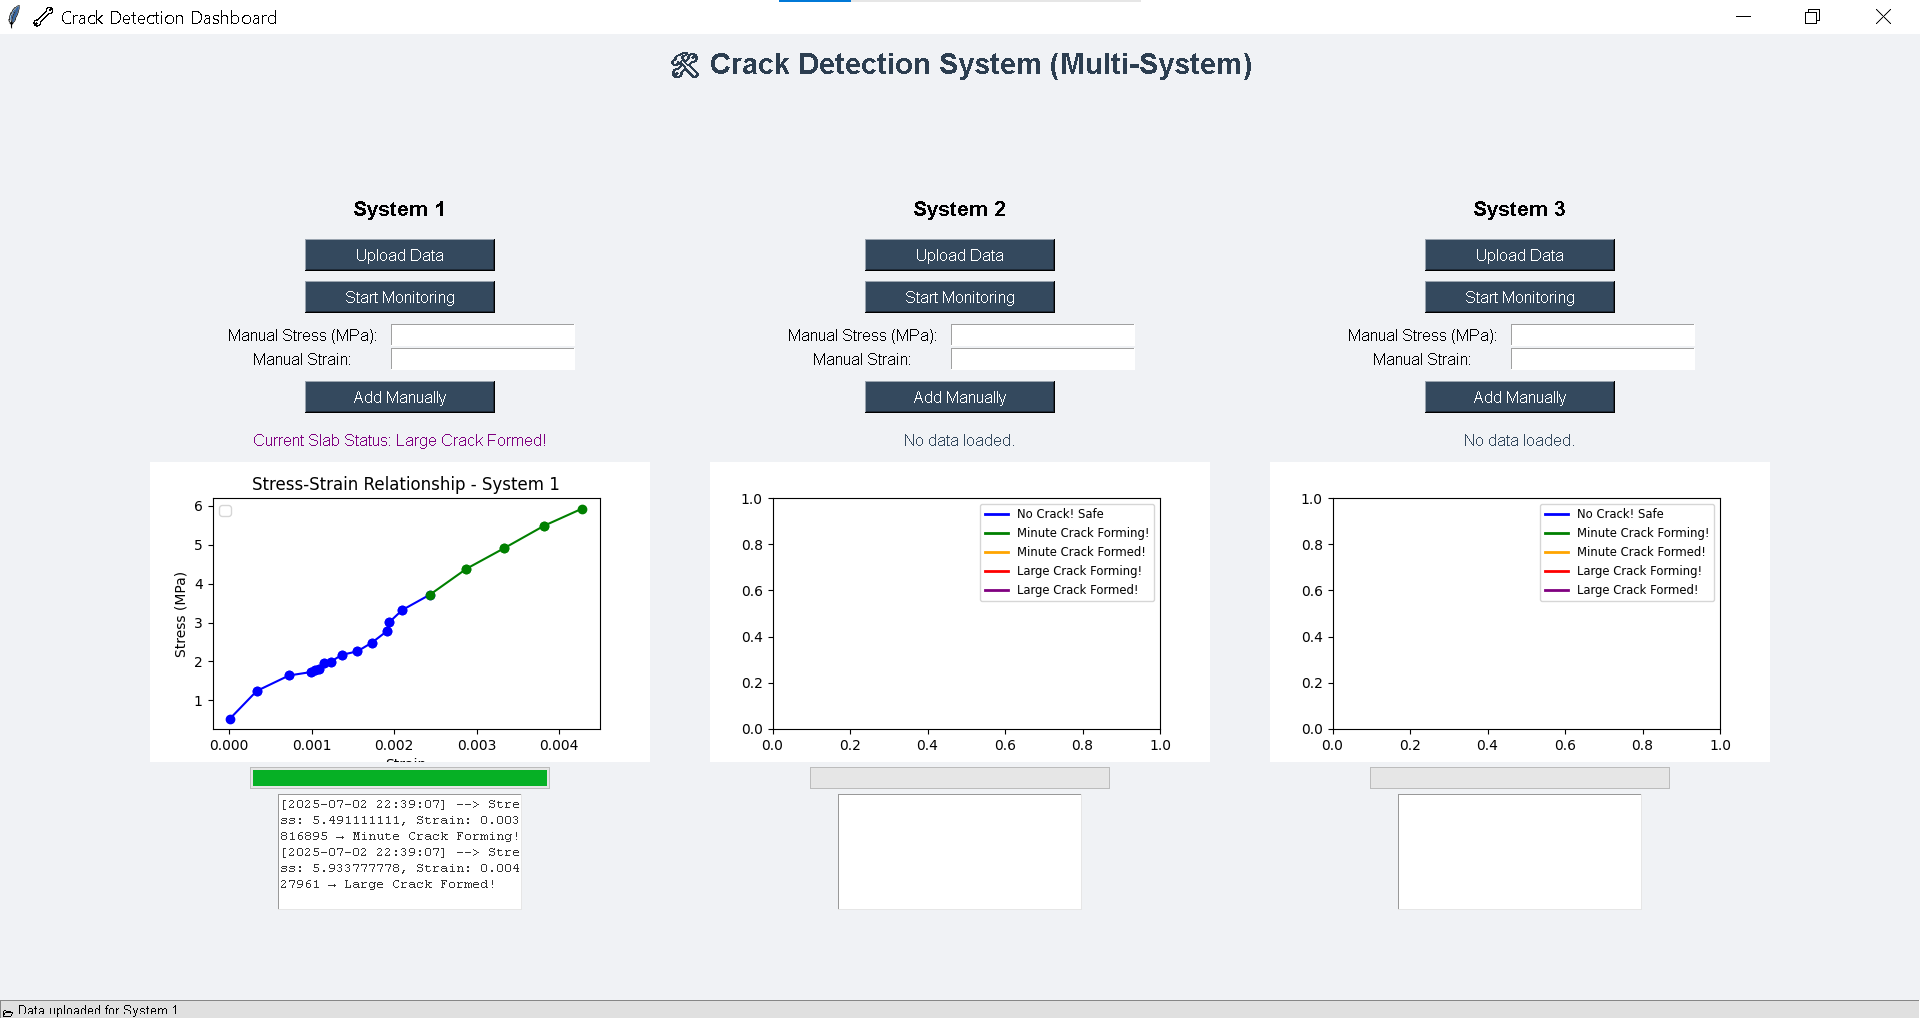 Crack Detection Dashboard
🛠 Crack Detection System (Multi-System)
System 1
Upload Data
Start Monitoring
Manual Stress (MPa):
Manual Strain:
Add Manually
Current Slab Status: Large Crack Formed!
Stress-Strain Relationship - System 1
Stress (MPa)
6
5
4
3
2
1
0.000 0.001 0.002 0.003 0.004
Strain
[2025-07-02 22:39:07] --> Stre
ss: 5.491111111, Strain: 0.003
816895 → Minute Crack Forming!
[2025-07-02 22:39:07] --> Stre
ss: 5.933777778, Strain: 0.004
27961 → Large Crack Formed!
System 2
Upload Data
Start Monitoring
Manual Stress (MPa):
Manual Strain:
Add Manually
No data loaded.
1.0
0.8
0.6
0.4
0.2
0.0
No Crack! Safe
Minute Crack Forming!
Minute Crack Formed!
Large Crack Forming!
Large Crack Formed!
0.0 0.2 0.4 0.6 0.8 1.0
System 3
Upload Data
Start Monitoring
Manual Stress (MPa):
Manual Strain:
Add Manually
No data loaded.
1.0
0.8
0.6
0.4
0.2
0.0
No Crack! Safe
Minute Crack Forming!
Minute Crack Formed!
Large Crack Forming!
Large Crack Formed!
0.0 0.2 0.4 0.6 0.8 1.0
Data uploaded for System 1